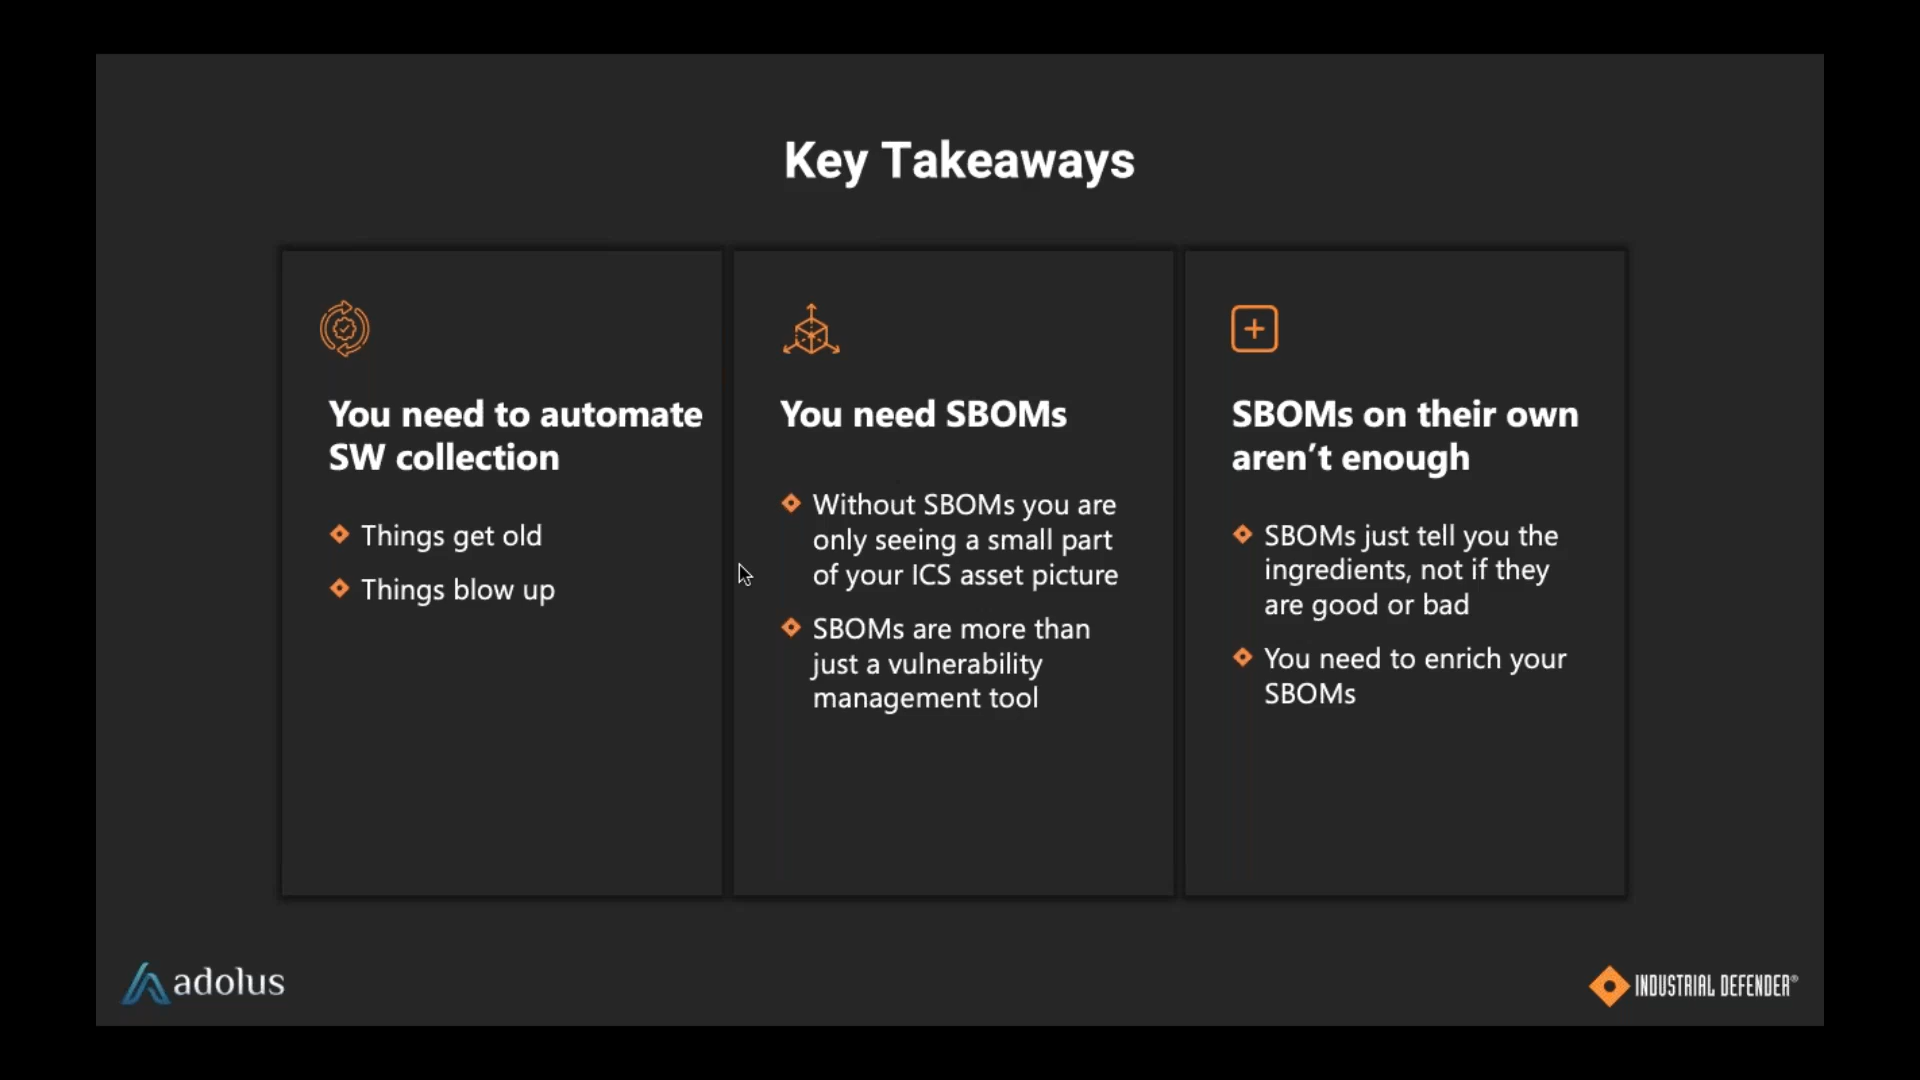 Key Takeaways
You need to automate
SW collection
Things get old
Things blow up
You need SBOMs
Without SBOMs you are
only seeing a small part
of your ICS asset picture
SBOMs are more than
just a vulnerability
management tool
SBOMs on their own
aren’t enough
SBOMs just tell you the
ingredients, not if they
are good or bad
You need to enrich your
SBOMs
adolus
INDUSTRIAL DEFENDER®